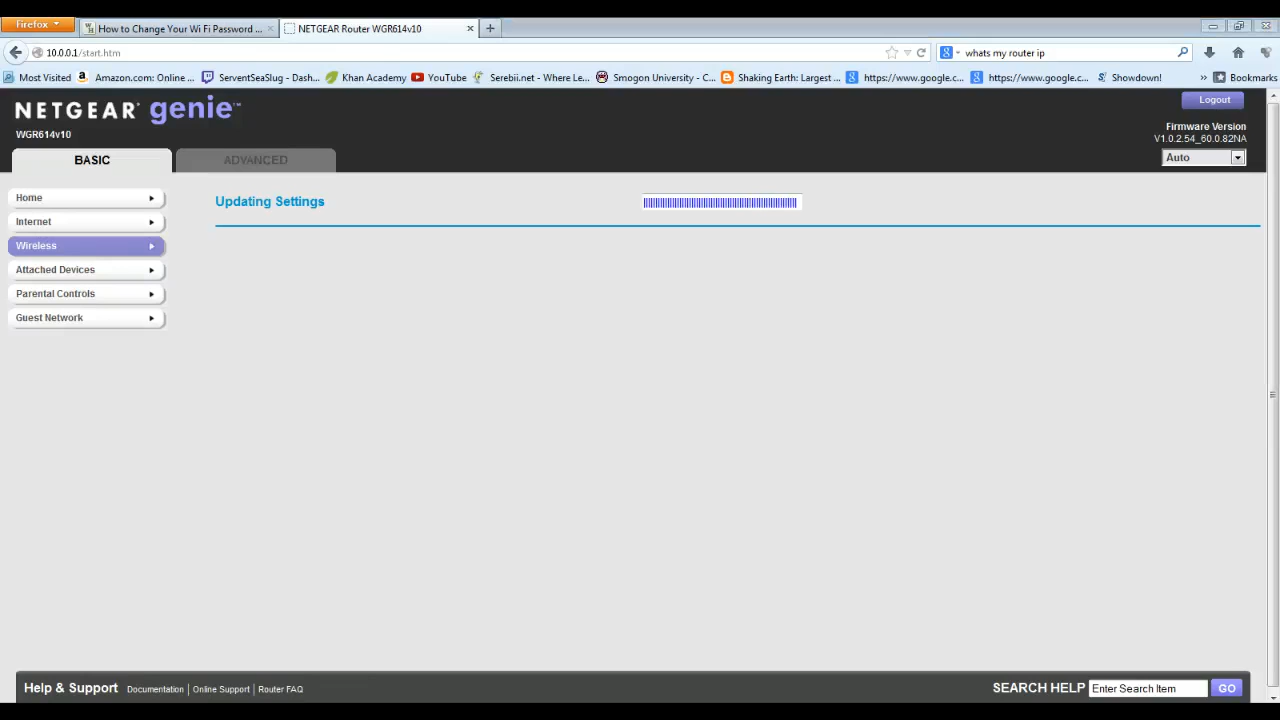 Firefox
How to Change Your Wi Fi Password ...
NETGEAR Router WGR614v10
10.0.0.1/start.htm
whats my router ip
Most Visited
Amazon.com: Online ...
ServentSeaSlug - Dash...
Khan Academy
YouTube
Serebii.net - Where Le...
Smogon University - C...
Shaking Earth: Largest ...
https://www.google.c...
https://www.google.c...
Showdown!
»
Bookmarks
NETGEAR® genie™
Logout
WGR614v10
Firmware Version
V1.0.2.54_60.0.82NA
BASIC
ADVANCED
Auto
Home
Internet
Wireless
Attached Devices
Parental Controls
Guest Network
Updating Settings
Help & Support
Documentation | Online Support | Router FAQ
SEARCH HELP
Enter Search Item
GO